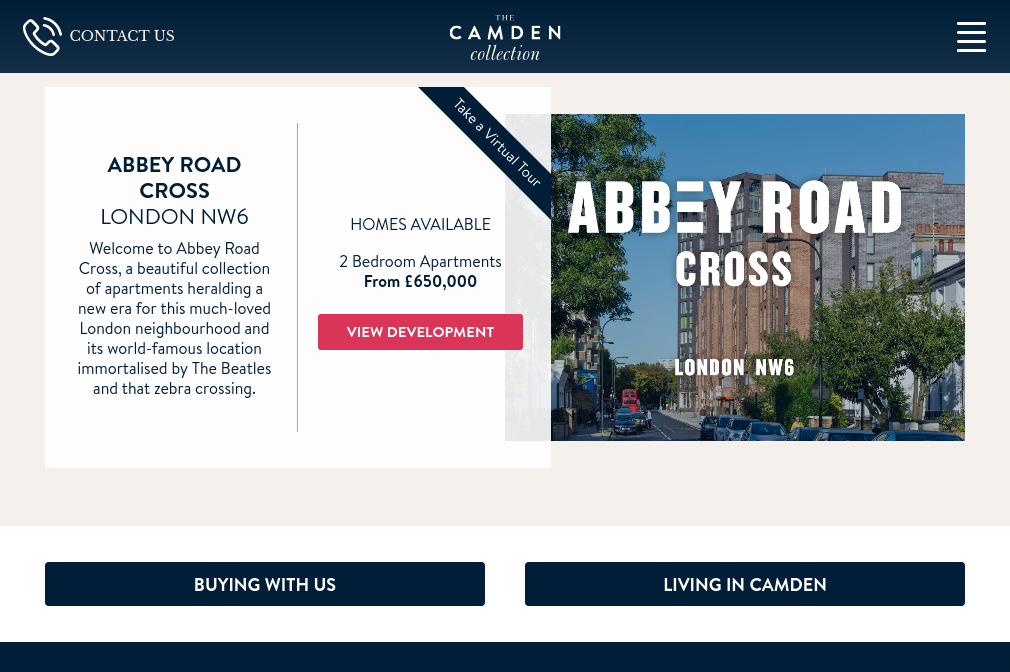 CONTACT US
THE
CAMDEN
collection
ABBEY ROAD
CROSS
LONDON NW6
Welcome to Abbey Road
Cross, a beautiful collection
of apartments heralding a
new era for this much-loved
London neighbourhood and
its world-famous location
immortalised by The Beatles
and that zebra crossing.
HOMES AVAILABLE
2 Bedroom Apartments
From £650,000
VIEW DEVELOPMENT
Take a Virtual Tour
ABBEY ROAD
CROSS
LONDON NW6
BUYING WITH US
LIVING IN CAMDEN